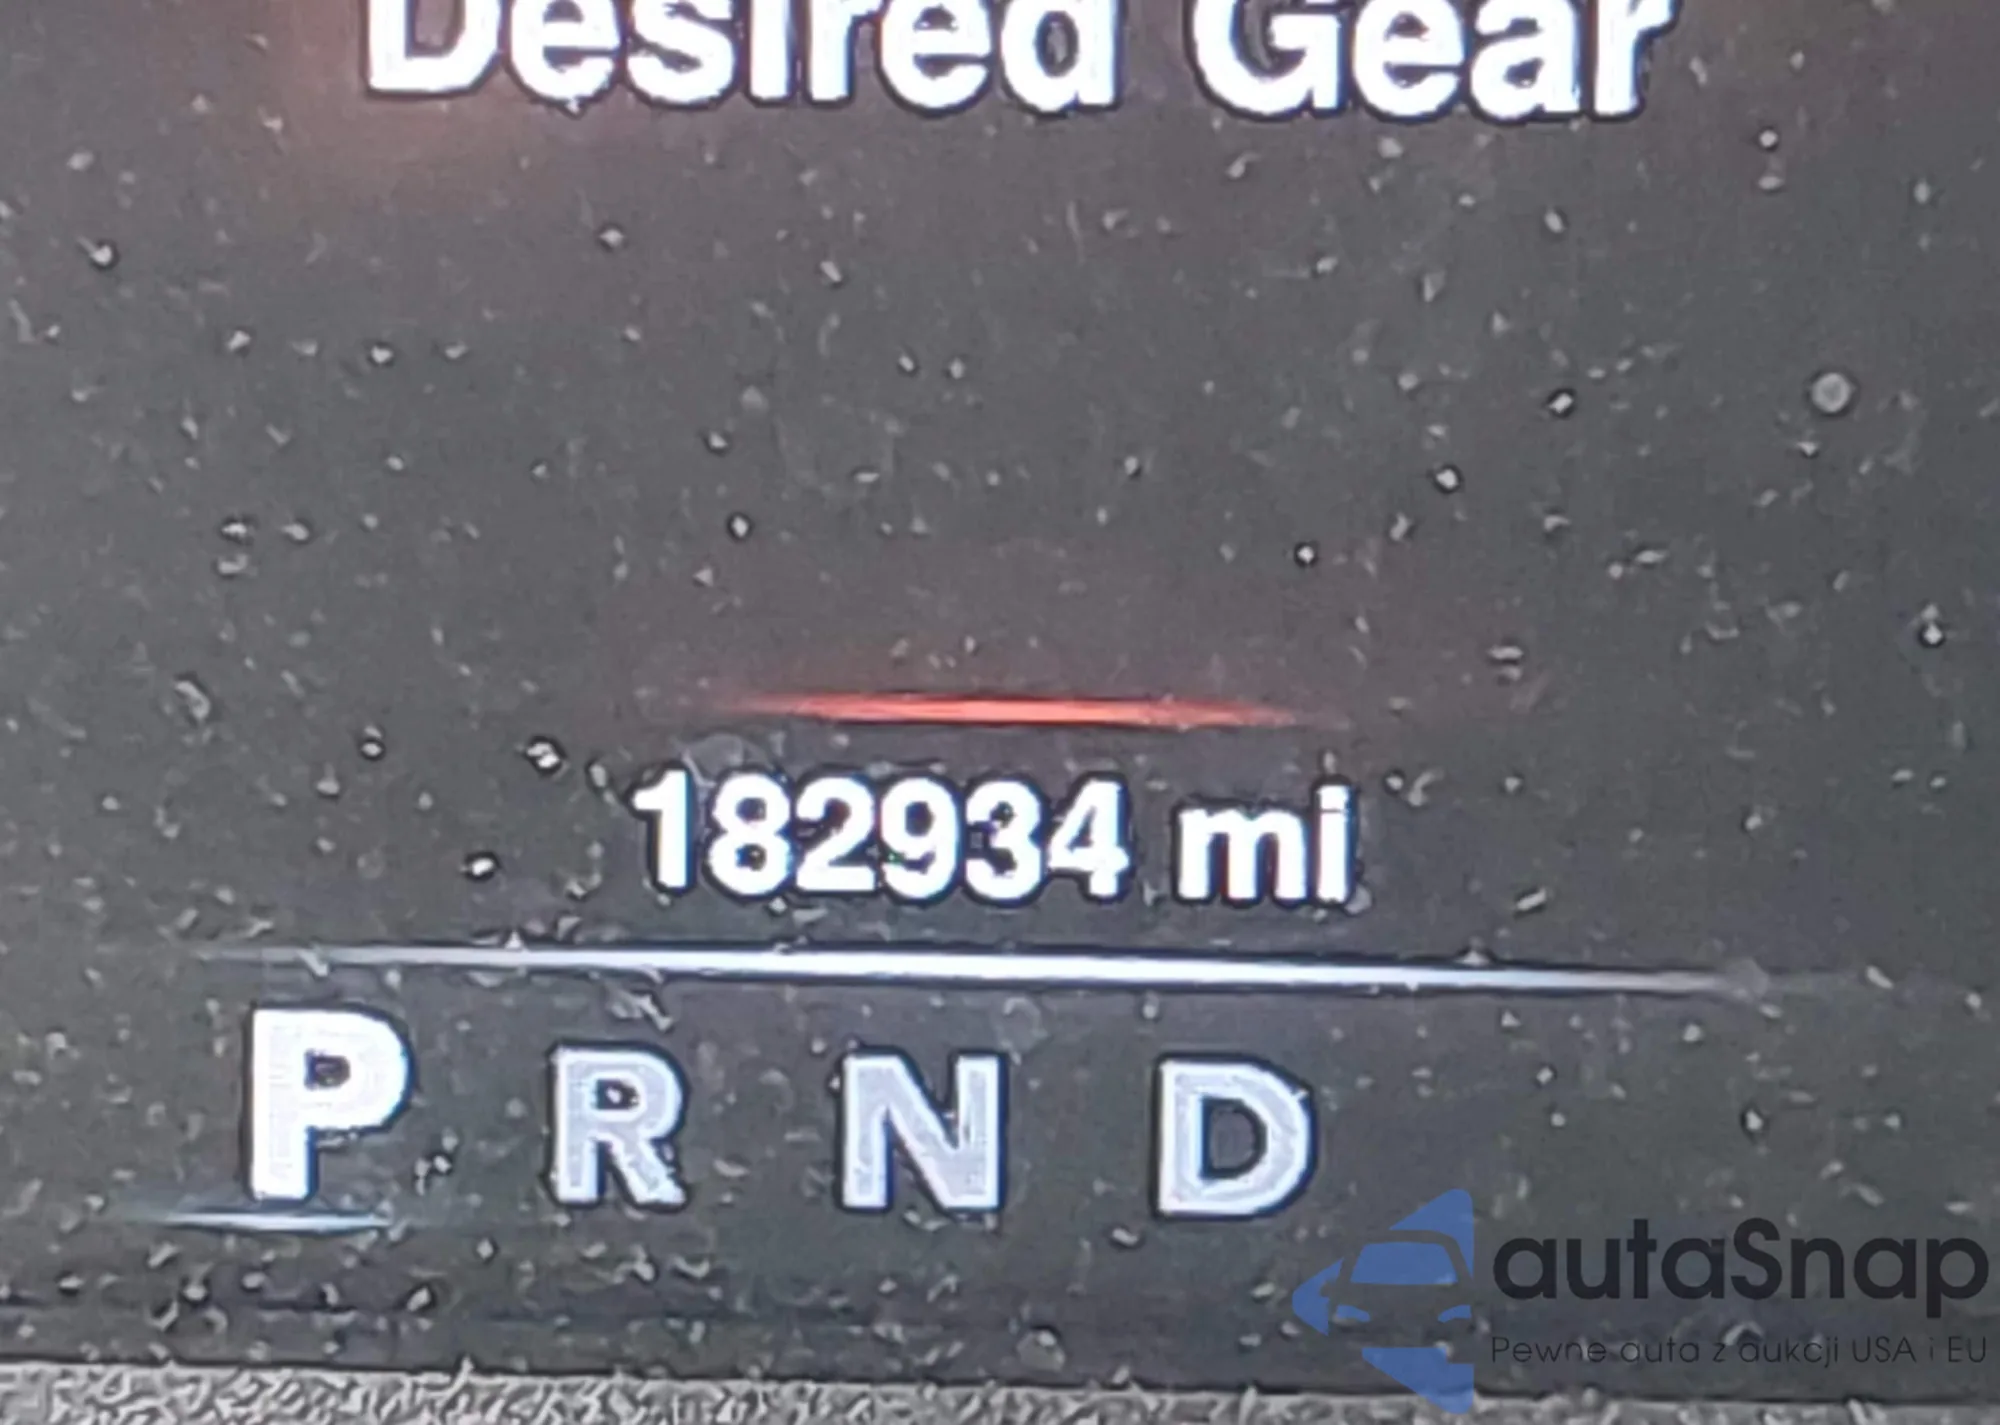 Desired Gear
182934 mi
P R N D
autaSnap
Pewne auta z aukcji USA i EU